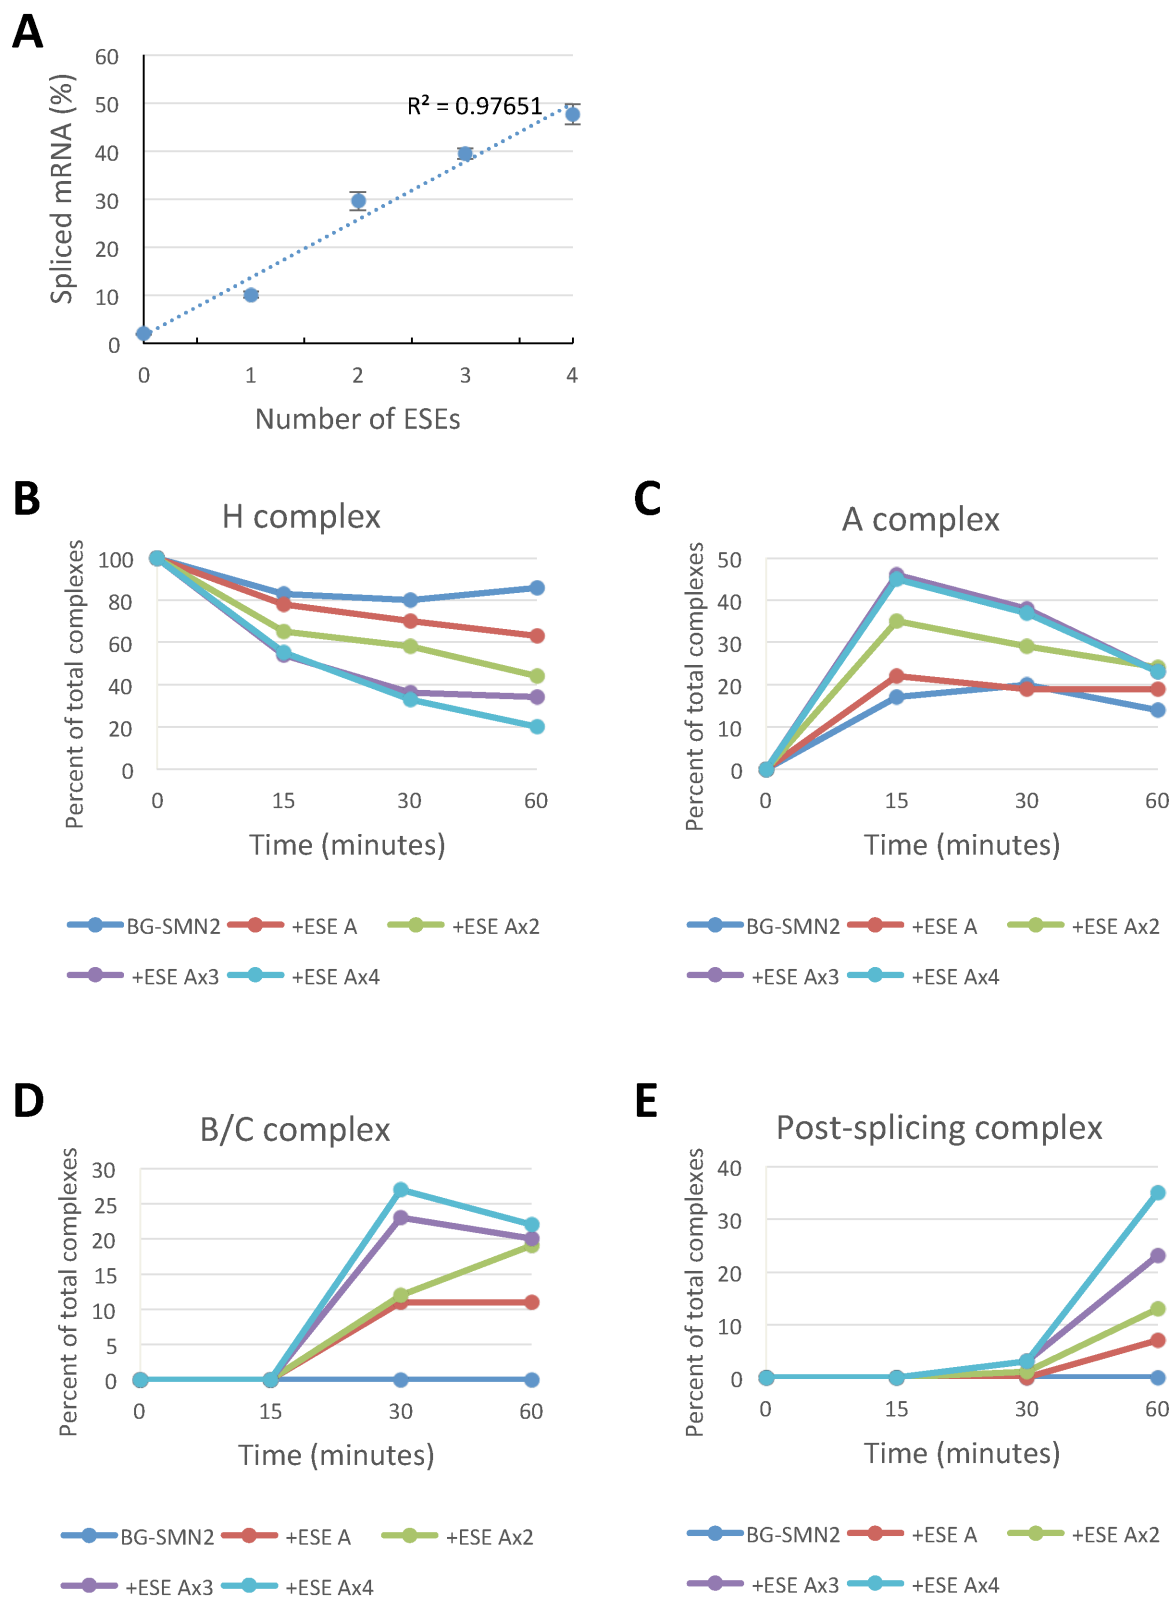 A
60
50
40
30
20
10
0
Spliced mRNA (%)
R² = 0.97651
0 1 2 3 4
Number of ESEs
B
H complex
100
80
60
40
20
0
Percent of total complexes
0 15 30 60
Time (minutes)
BG-SMN2 +ESE A +ESE Ax2
+ESE Ax3 +ESE Ax4
C
A complex
50
40
30
20
10
0
Percent of total complexes
0 15 30 60
Time (minutes)
BG-SMN2 +ESE A +ESE Ax2
+ESE Ax3 +ESE Ax4
D
B/C complex
30
25
20
15
10
5
0
Percent of total complexes
0 15 30 60
Time (minutes)
BG-SMN2 +ESE A +ESE Ax2
+ESE Ax3 +ESE Ax4
E
Post-splicing complex
40
30
20
10
0
Percent of total complexes
0 15 30 60
Time (minutes)
BG-SMN2 +ESE A +ESE Ax2
+ESE Ax3 +ESE Ax4